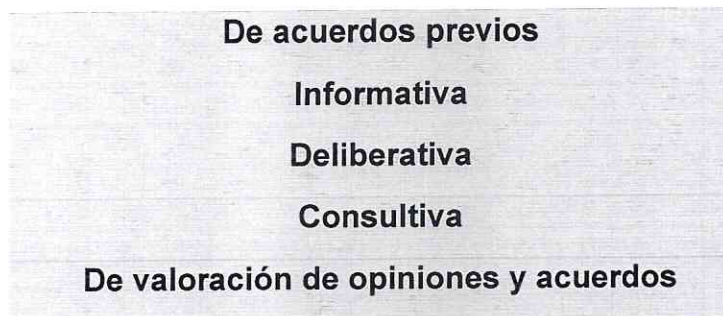 De acuerdos previos
Informativa
Deliberativa
Consultiva
De valoración de opiniones y acuerdos